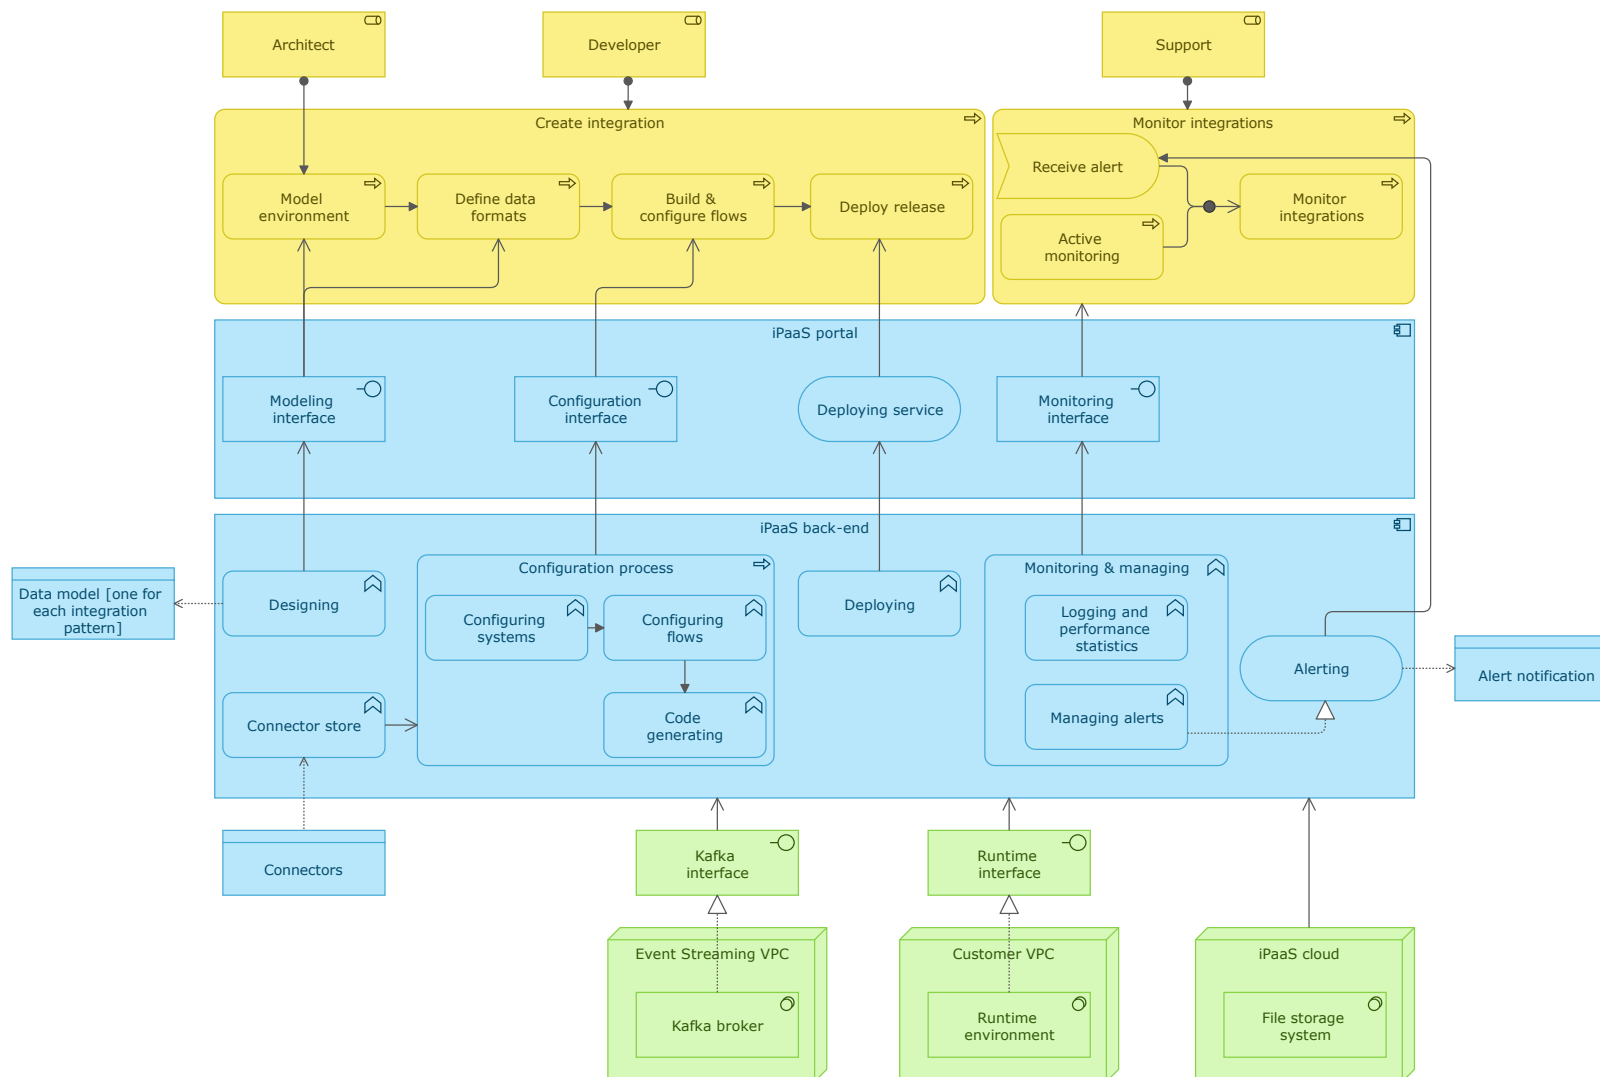 Architect
Developer
Support
Create integration
Monitor integrations
Model
environment
Define data
formats
Build &
configure flows
Deploy release
Receive alert
Active
monitoring
Monitor
integrations
iPaaS portal
Modeling
interface
Configuration
interface
Deploying service
Monitoring
interface
iPaaS back-end
Data model [one for
each integration
pattern]
Designing
Configuration process
Configuring
systems
Configuring
flows
Code
generating
Connector store
Deploying
Monitoring & managing
Logging and
performance
statistics
Managing alerts
Alerting
Alert notification
Connectors
Kafka
interface
Runtime
interface
Event Streaming VPC
Kafka broker
Customer VPC
Runtime
environment
iPaaS cloud
File storage
system